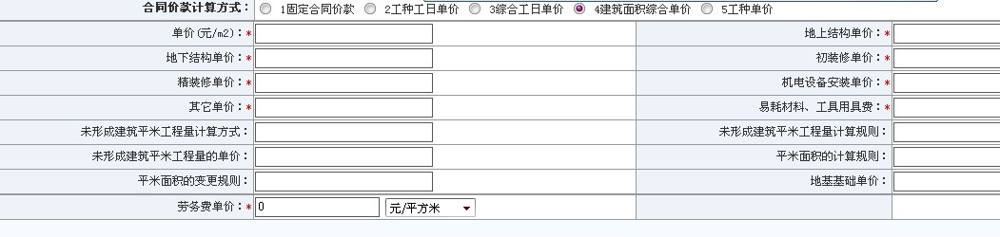 合同价款计算方式： 1固定合同价款 2工种工日单价 3综合工日单价 4建筑面积综合单价 5工种单价
单价(元/m2)：* 地上结构单价：*
地下结构单价：* 初装修单价：*
精装修单价：* 机电设备安装单价：*
其它单价：* 易耗材料、工具用具费：*
未形成建筑平米工程量计算方式： 未形成建筑平米工程量计算规则：
未形成建筑平米工程量的单价： 平米面积的计算规则：
平米面积的变更规则： 地基基础单价：
劳务费单价：* 0 元/平方米